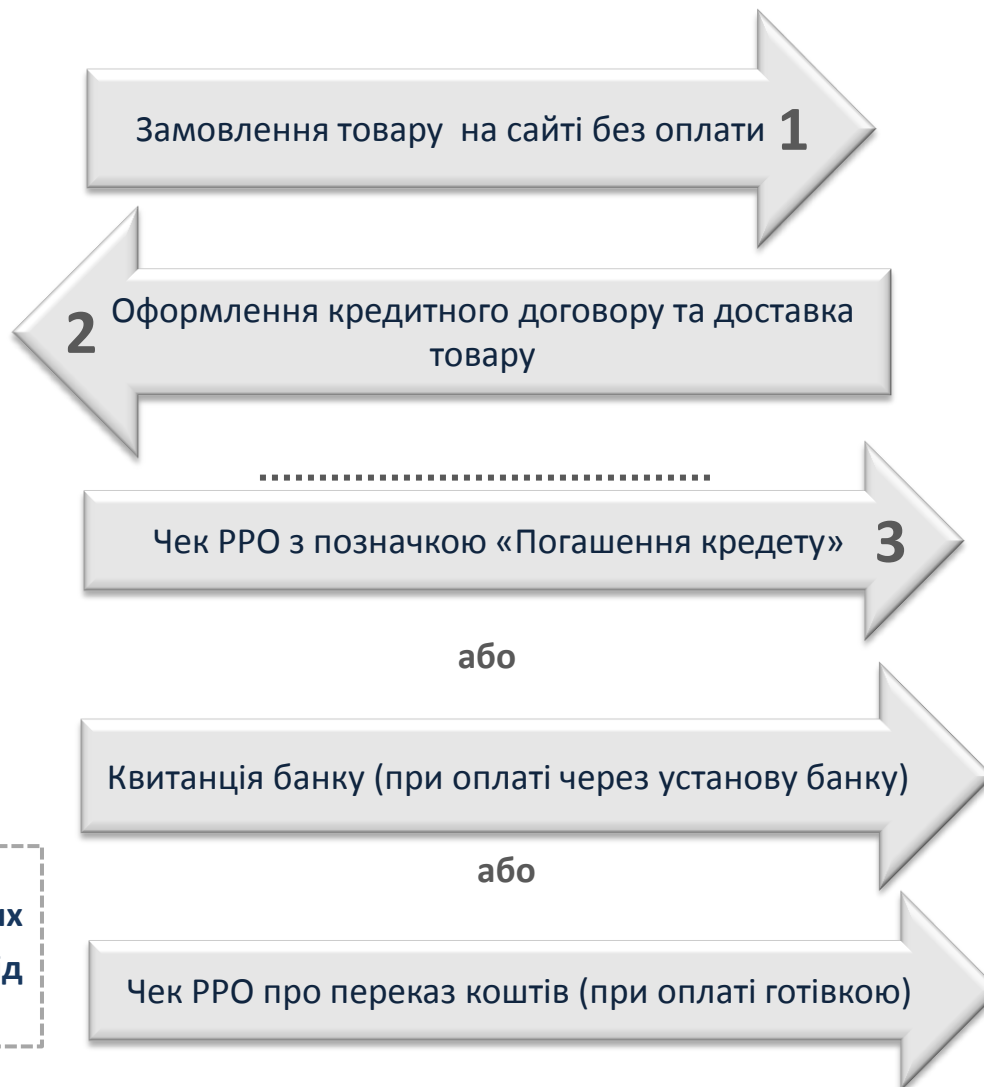 Замовлення товару на сайті без оплати 1
2 Оформлення кредитного договору та доставка
товару
Чек РРО з позначкою «Погашення кредету» 3
або
Квитанція банку (при оплаті через установу банку)
або
Чек РРО про переказ коштів (при оплаті готівкою)